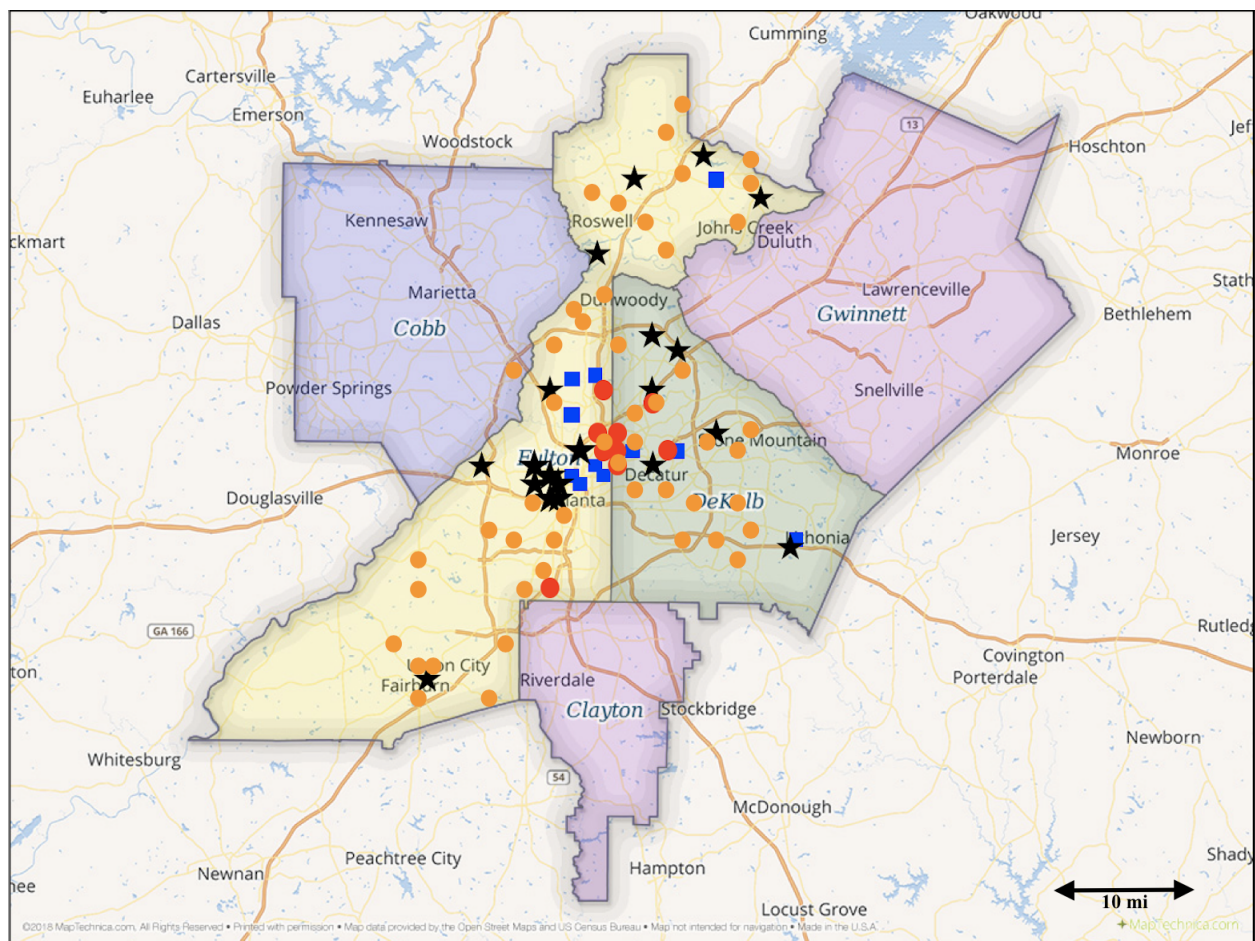 Oakwood
Cumming
Cartersville
Euharlee
Emerson
13
Woodstock
Hoschton
Jef
Kennesaw
Roswell
Johns Creek
ckmart
Duluth
Stath
Marietta
Dunwoody
Lawrenceville
Gwinnett
Bethlehem
Dallas
Cobb
Powder Springs
Snellville
Stone Mountain
Monroe
Fulton
Decatur
Douglasville
Atlanta
DeKalb
Lithonia
Jersey
GA 166
Rutled
Union City
Covington
ton
Fairburn
Riverdale
Porterdale
Clayton
Stockbridge
Newborn
Whitesburg
54
McDonough
Peachtree City
Shady
Newnan
Hampton
nee
10 mi
Locust Grove
©2018 MapTechnica.com. All Rights Reserved • Printed with permission • Map data provided by the Open Street Maps and US Census Bureau • Map not intended for navigation • Made in the U.S.A.
MapTechnica.com